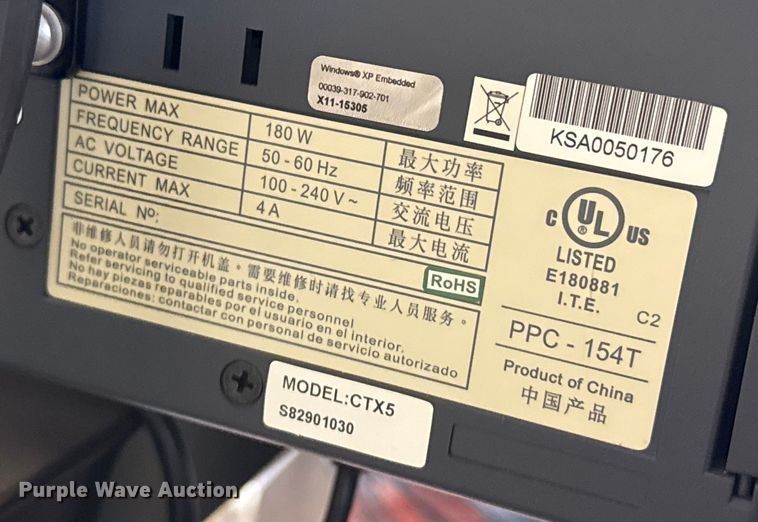 Windows® XP Embedded
00039-317-902-701
X11-15305
KSA0050176
POWER MAX 180 W 最大功率
FREQUENCY RANGE 50 - 60 Hz 频率范围
AC VOLTAGE 100 - 240 V ~ 交流电压
CURRENT MAX 4 A 最大电流
SERIAL Nº:
非维修人员请勿打开机盖。需要维修时请找专业人员服务。
No operator serviceable parts inside.
Refer servicing to qualified service personnel
No hay piezas reparables por el usuario en el interior.
Reparaciones: contactar con personal de servicio autorizado
RoHS
C UL ® US
LISTED
E180881
I.T.E.
C2
PPC - 154T
Product of China
中国产品
MODEL:CTX5
S82901030
Purple Wave Auction